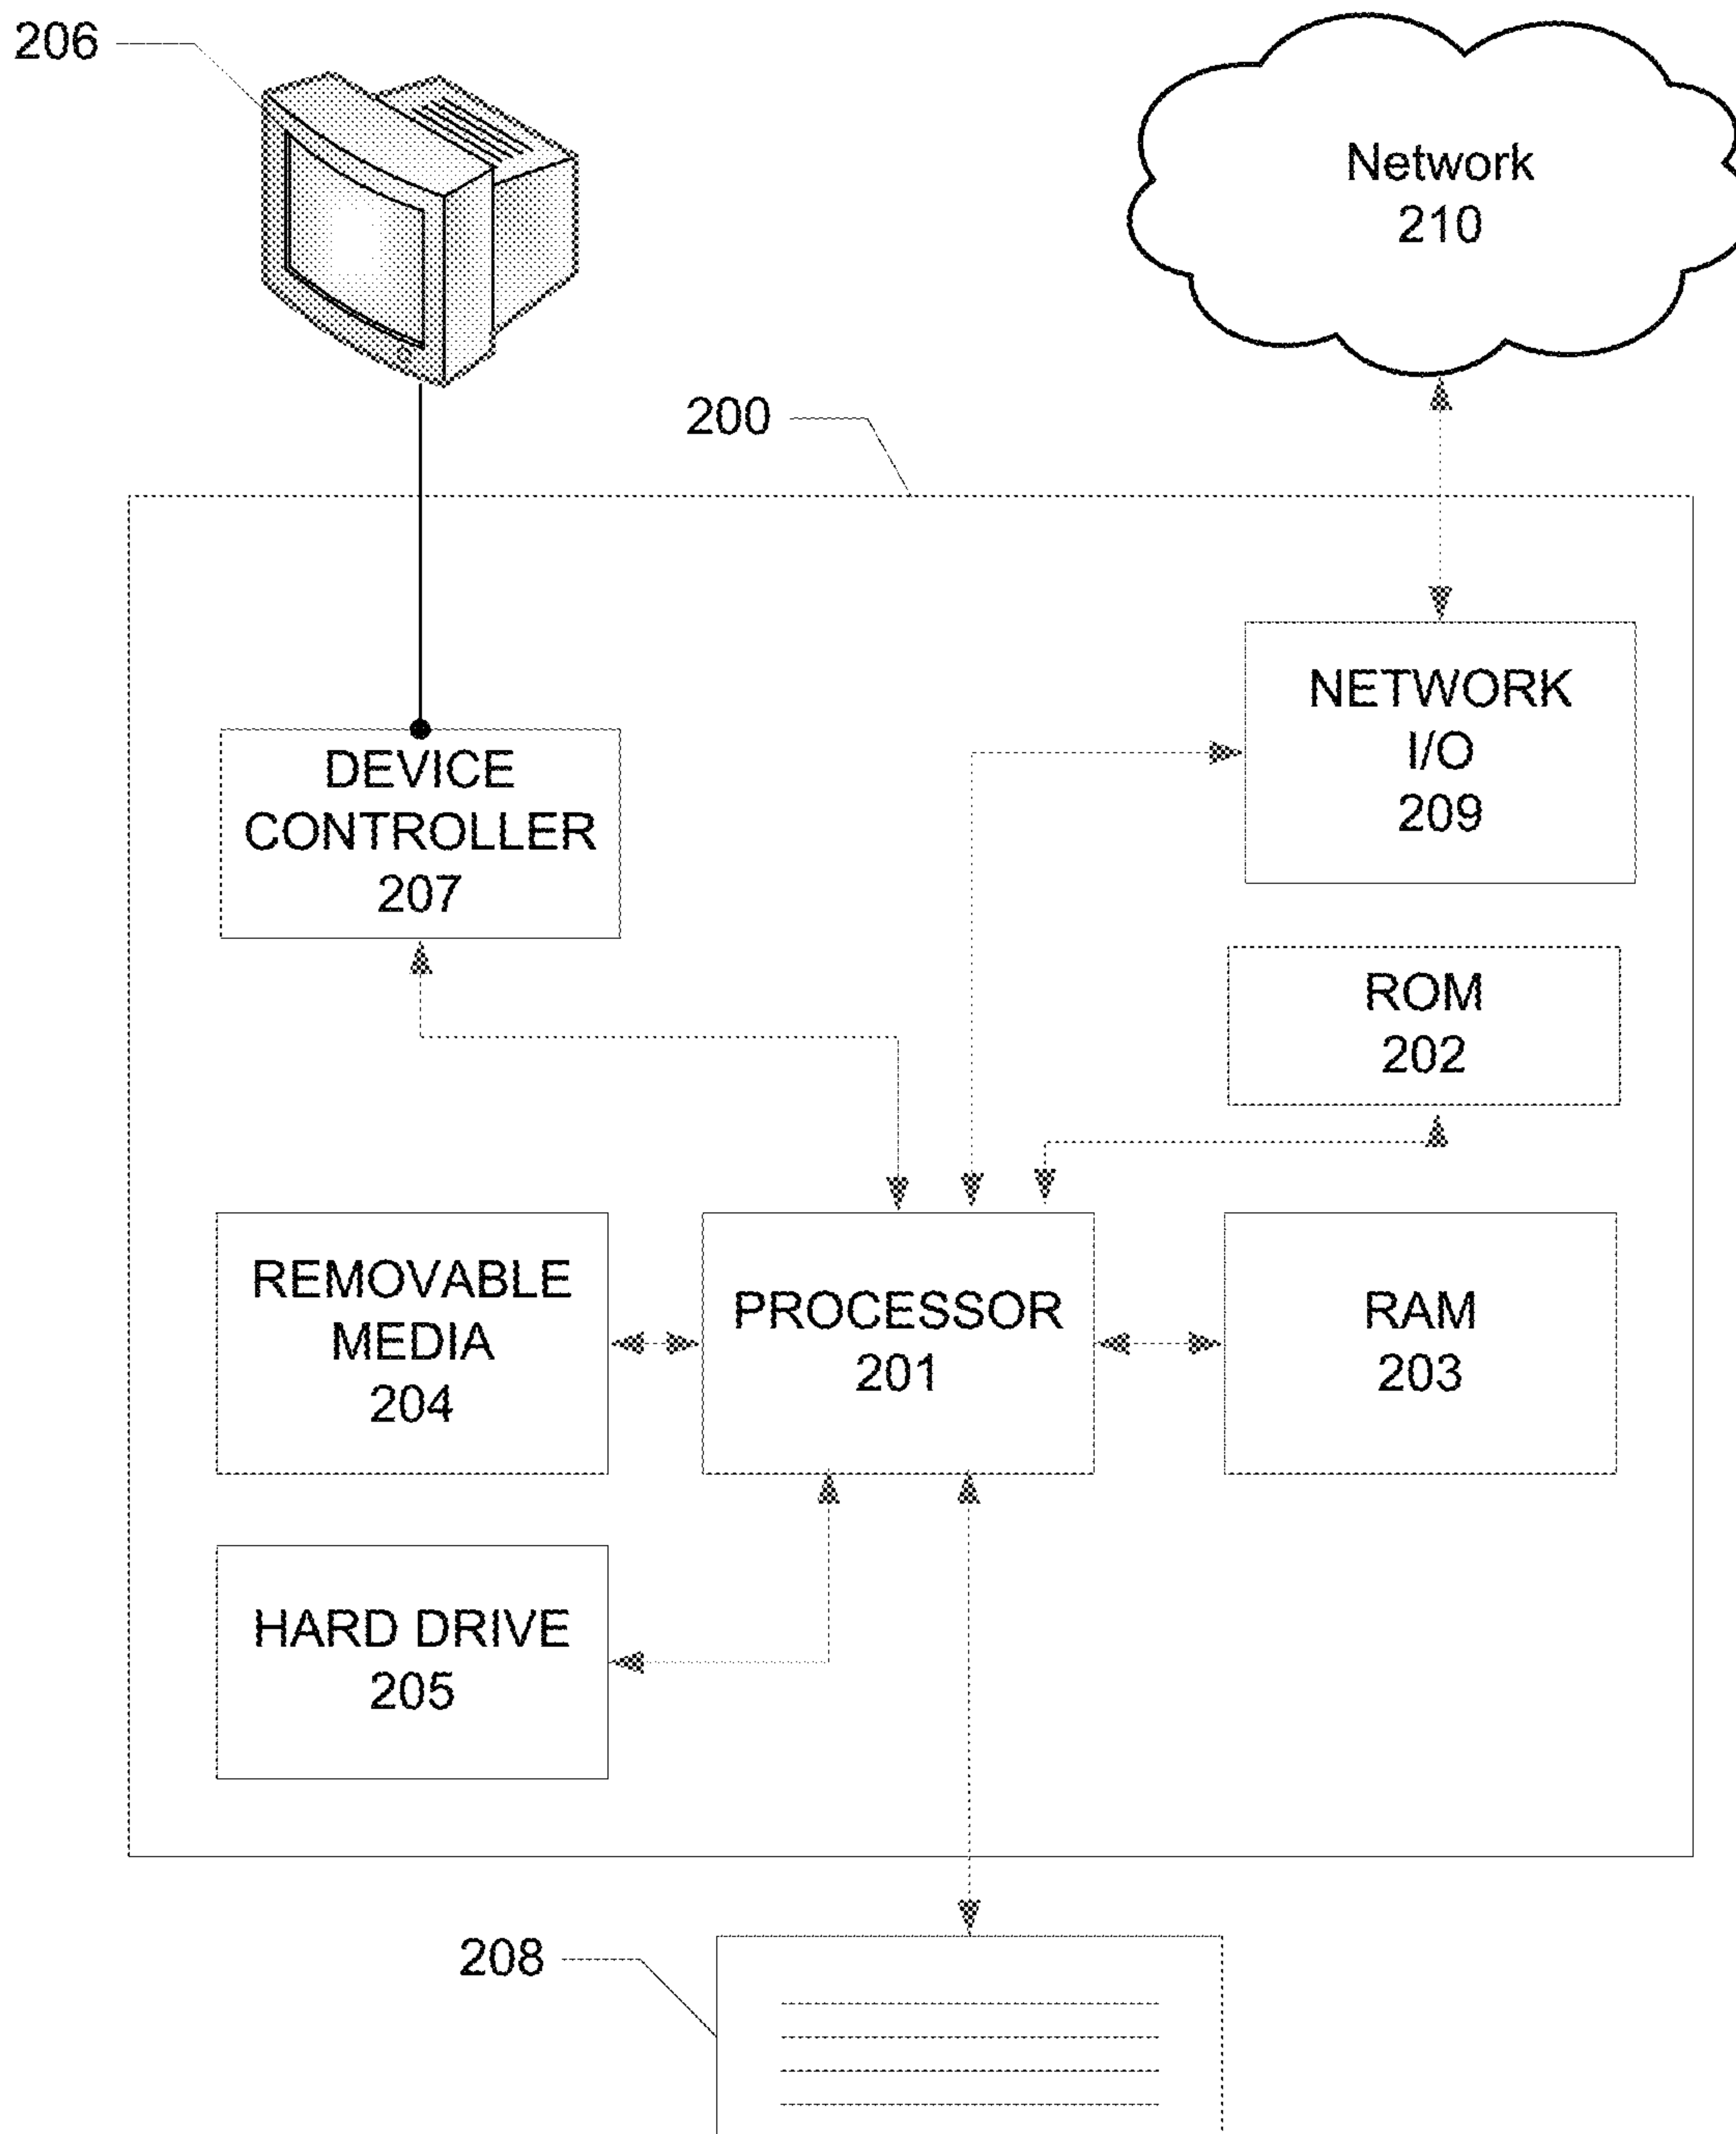 206
Network
210
200
NETWORK
I/O
209
DEVICE
CONTROLLER
207
ROM
202
REMOVABLE
MEDIA
204
PROCESSOR
201
RAM
203
HARD DRIVE
205
208